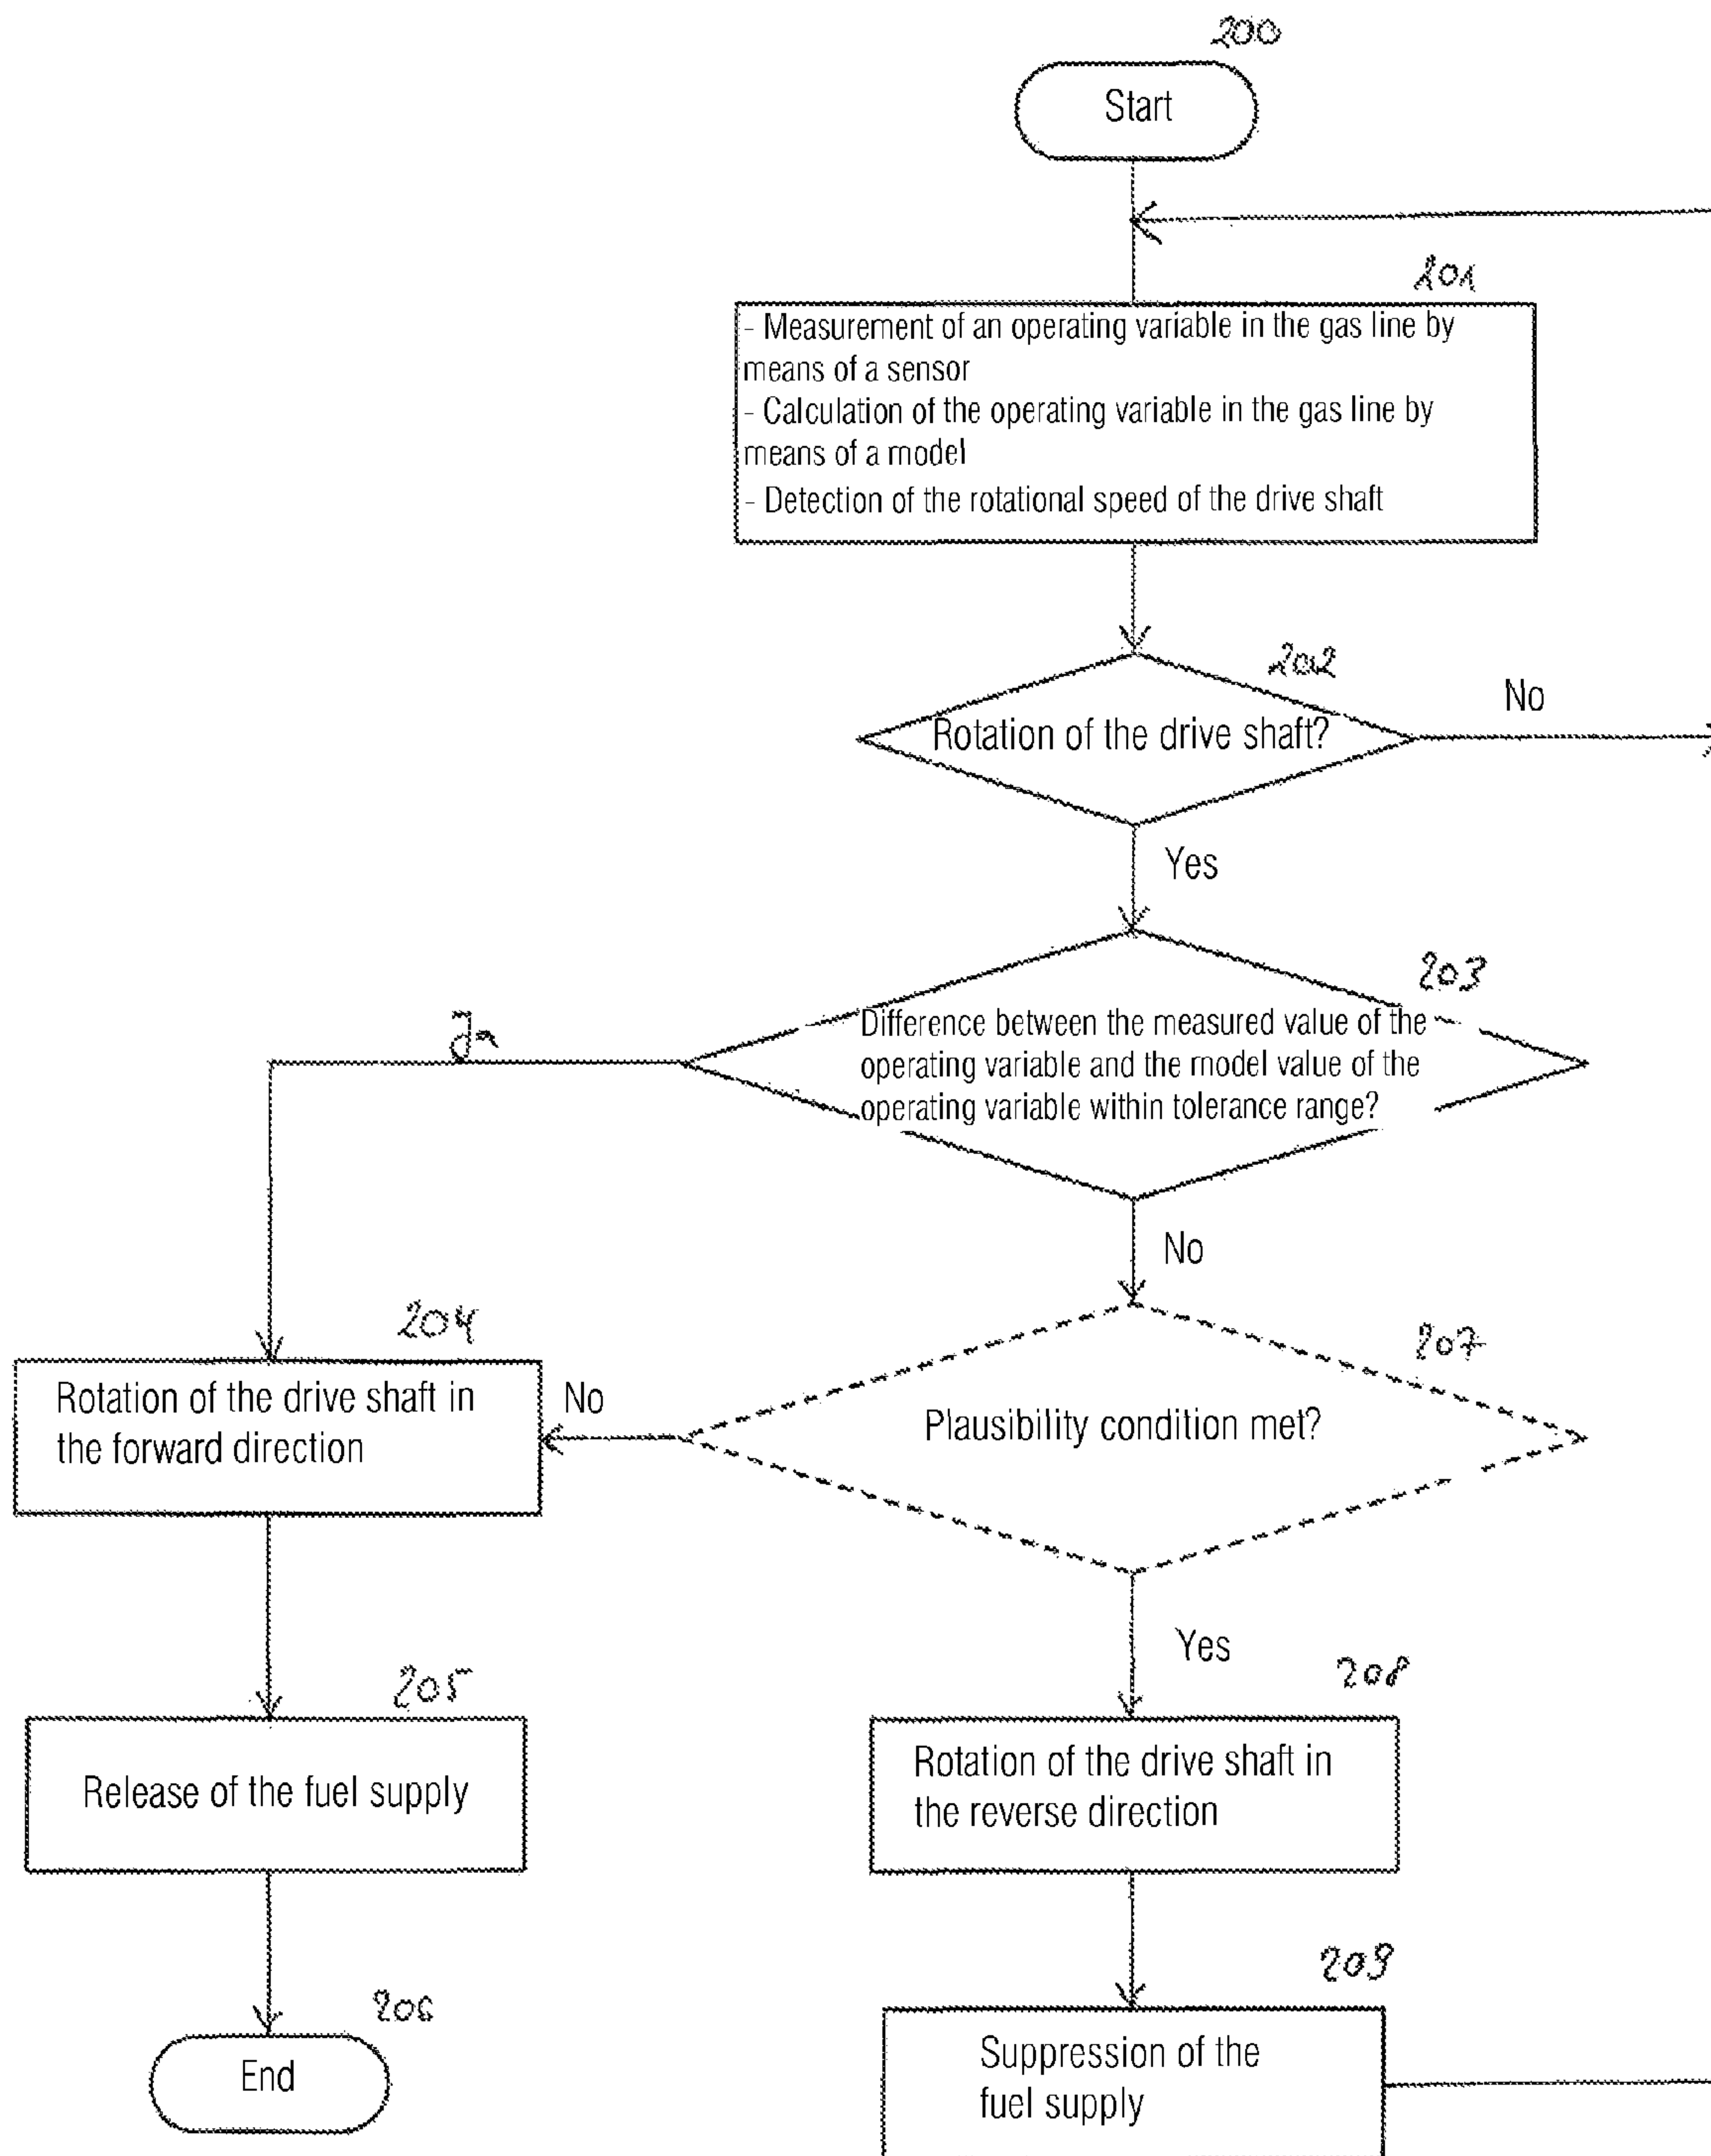 200
Start
201
- Measurement of an operating variable in the gas line by
means of a sensor
- Calculation of the operating variable in the gas line by
means of a model
- Detection of the rotational speed of the drive shaft
202
Rotation of the drive shaft?
No
Yes
203
Difference between the measured value of the
operating variable and the model value of the
operating variable within tolerance range?
Ja
No
204
Rotation of the drive shaft in
the forward direction
No
207
Plausibility condition met?
Yes
205
Release of the fuel supply
208
Rotation of the drive shaft in
the reverse direction
206
End
209
Suppression of the
fuel supply